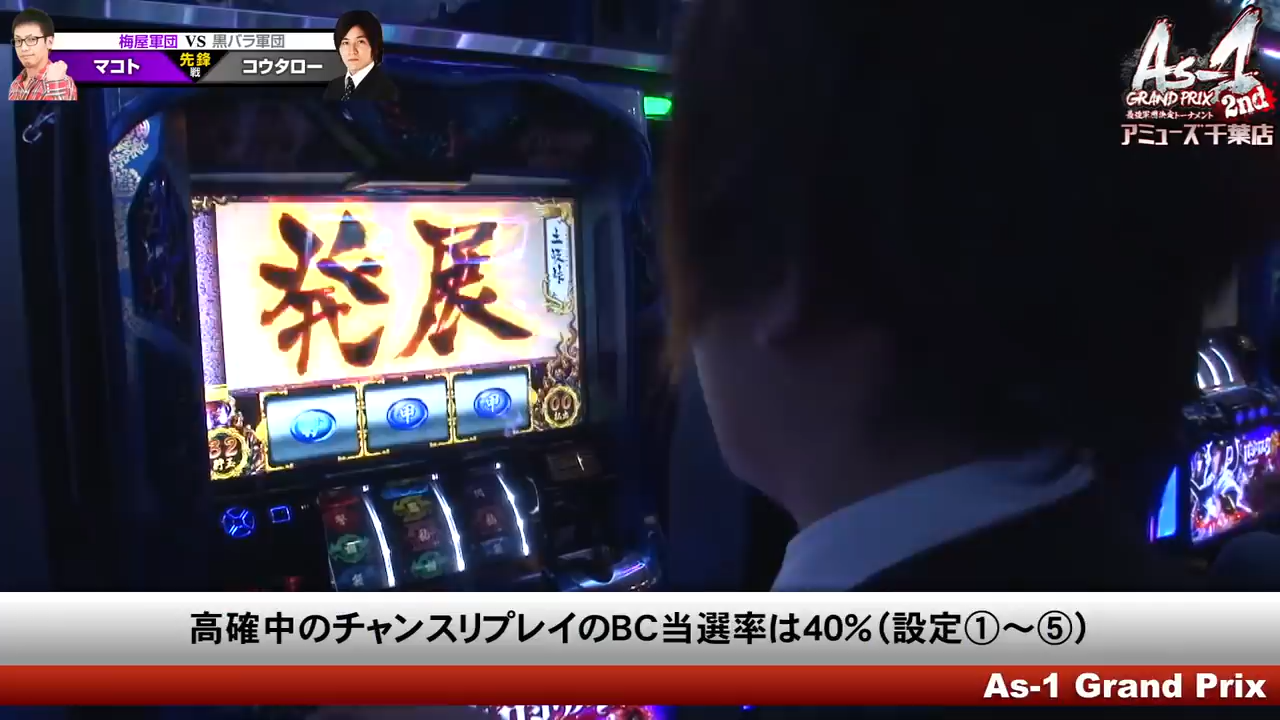 梅屋軍団 VS 黒バラ軍団
マコト 先鋒戦 コウタロー
As-1
GRAND PRIX 2nd
最強軍団決定トーナメント
アミューズ千葉店
発展
甲 甲
32
00
高確中のチャンスリプレイのBC当選率は40%(設定①～⑤)
As-1 Grand Prix